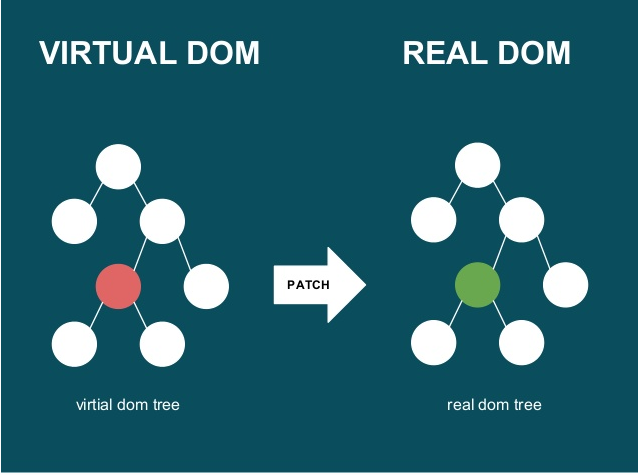 VIRTUAL DOM
REAL DOM
PATCH
virtial dom tree
real dom tree